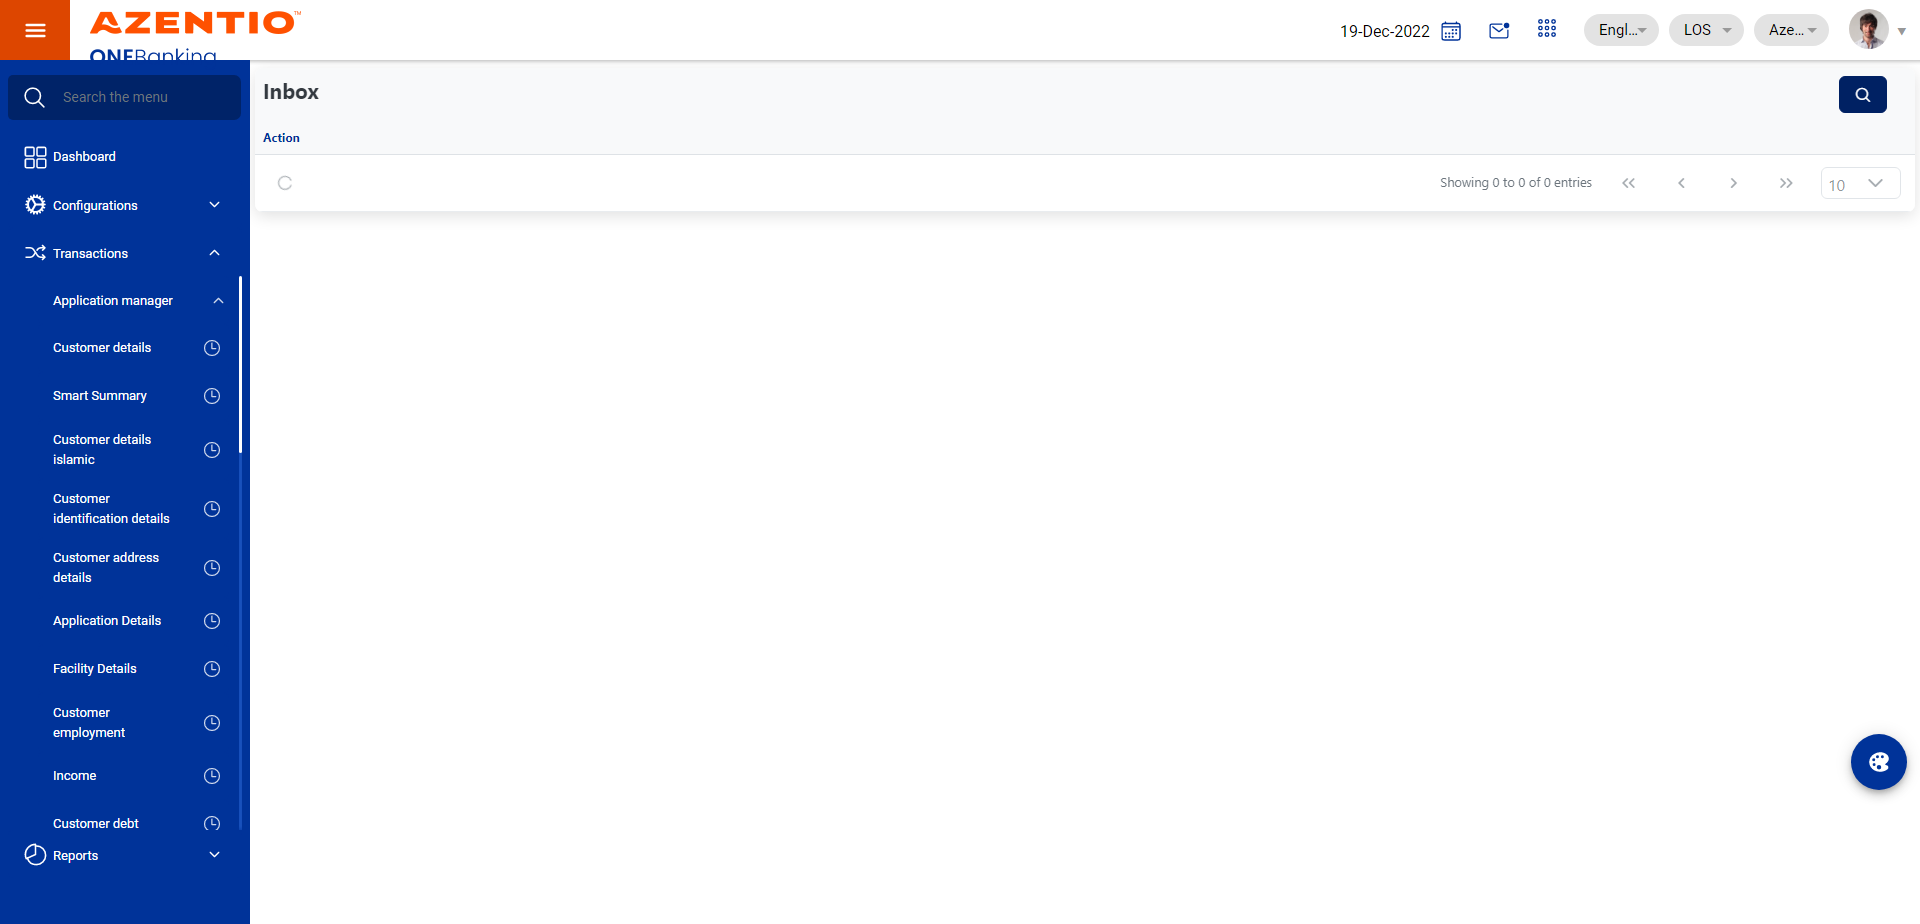 AZENTIO™
ONEBanking
19-Dec-2022
Engl...
LOS
Aze...
Search the menu
Inbox
Action
Showing 0 to 0 of 0 entries
10
Dashboard
Configurations
Transactions
Application manager
Customer details
Smart Summary
Customer details
islamic
Customer
identification details
Customer address
details
Application Details
Facility Details
Customer
employment
Income
Customer debt
Reports